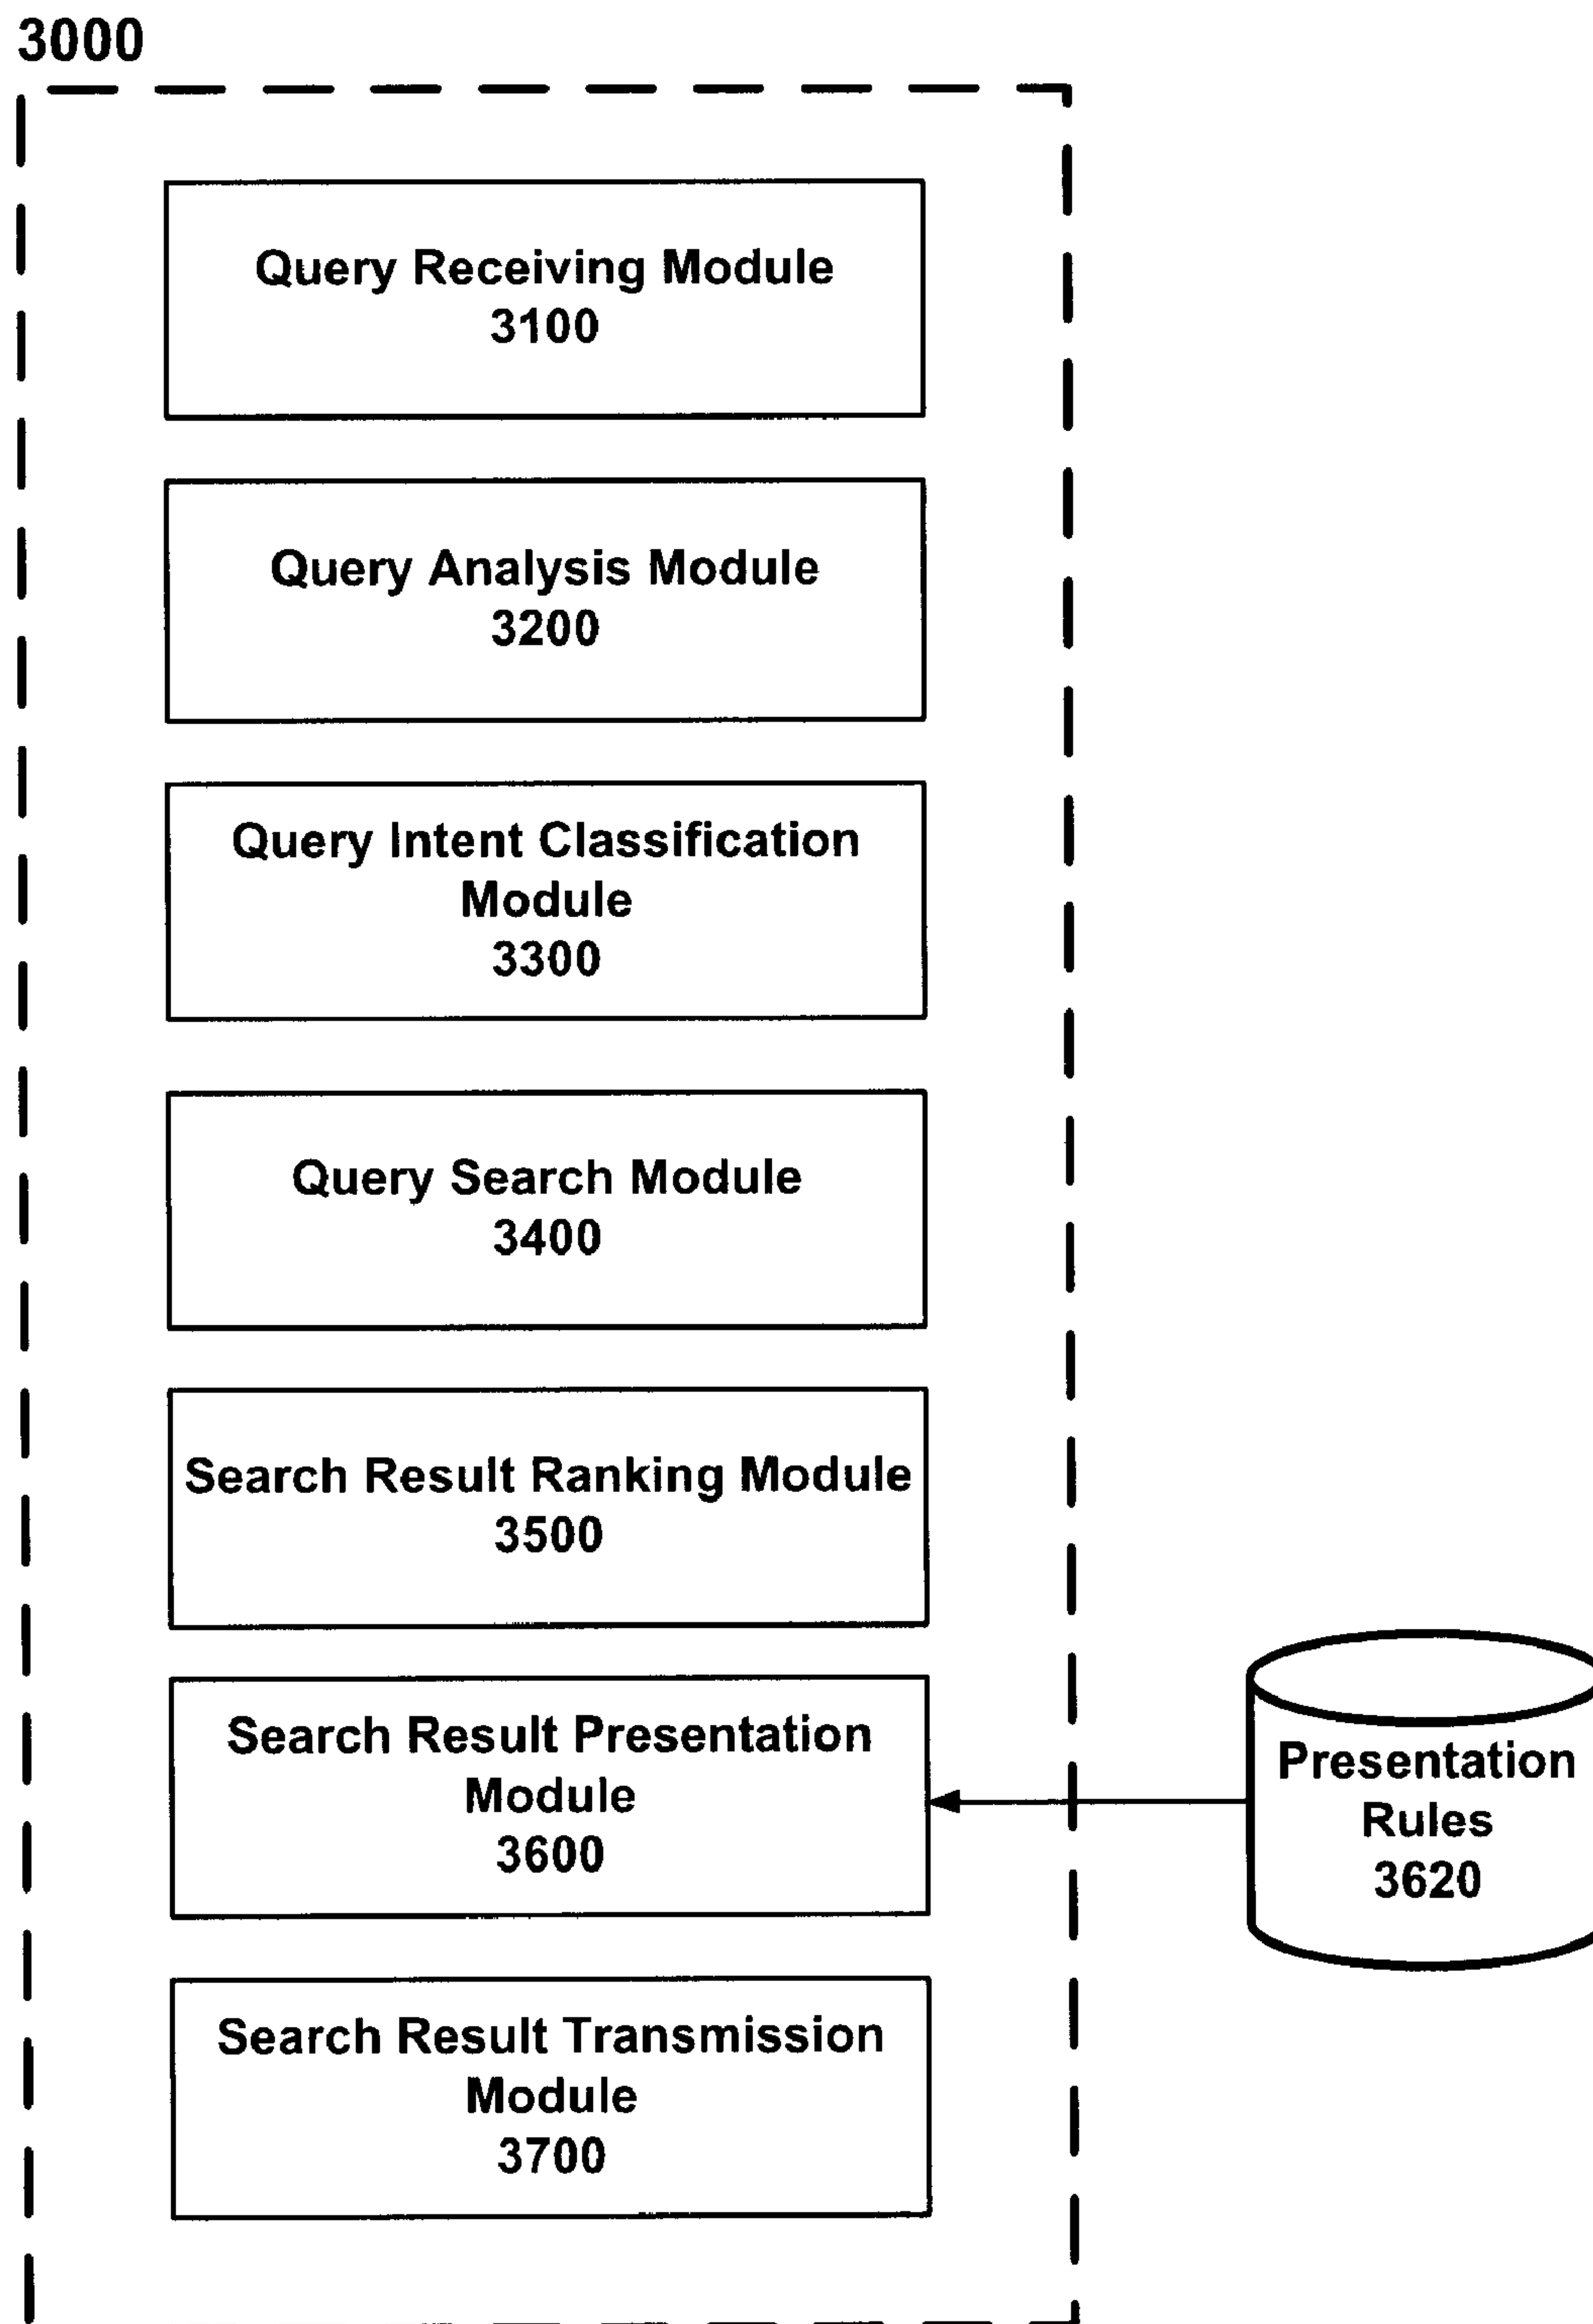 3000
Query Receiving Module
3100
Query Analysis Module
3200
Query Intent Classification
Module
3300
Query Search Module
3400
Search Result Ranking Module
3500
Search Result Presentation
Module
3600
Presentation
Rules
3620
Search Result Transmission
Module
3700